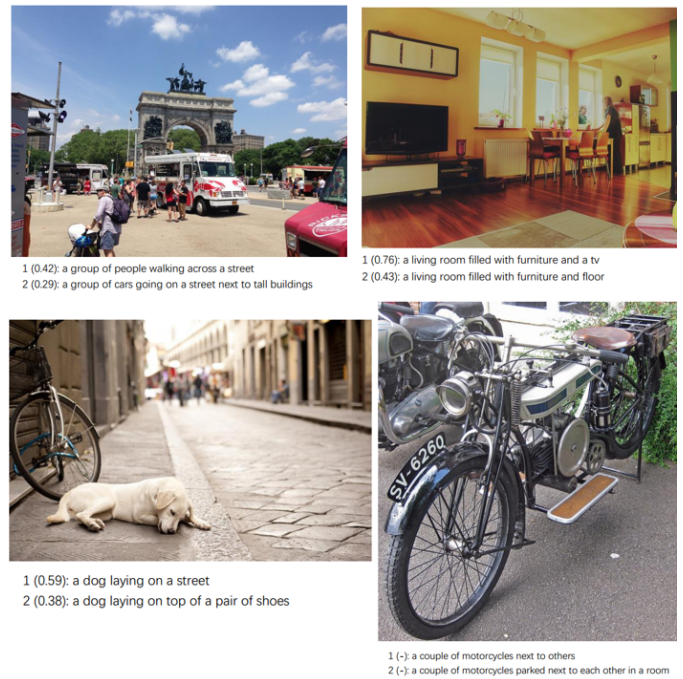 1 (0.42): a group of people walking across a street
2 (0.29): a group of cars going on a street next to tall buildings
1 (0.76): a living room filled with furniture and a tv
2 (0.43): a living room filled with furniture and floor
1 (0.59): a dog laying on a street
2 (0.38): a dog laying on top of a pair of shoes
SV-6260
1 (-): a couple of motorcycles next to others
2 (-): a couple of motorcycles parked next to each other in a room